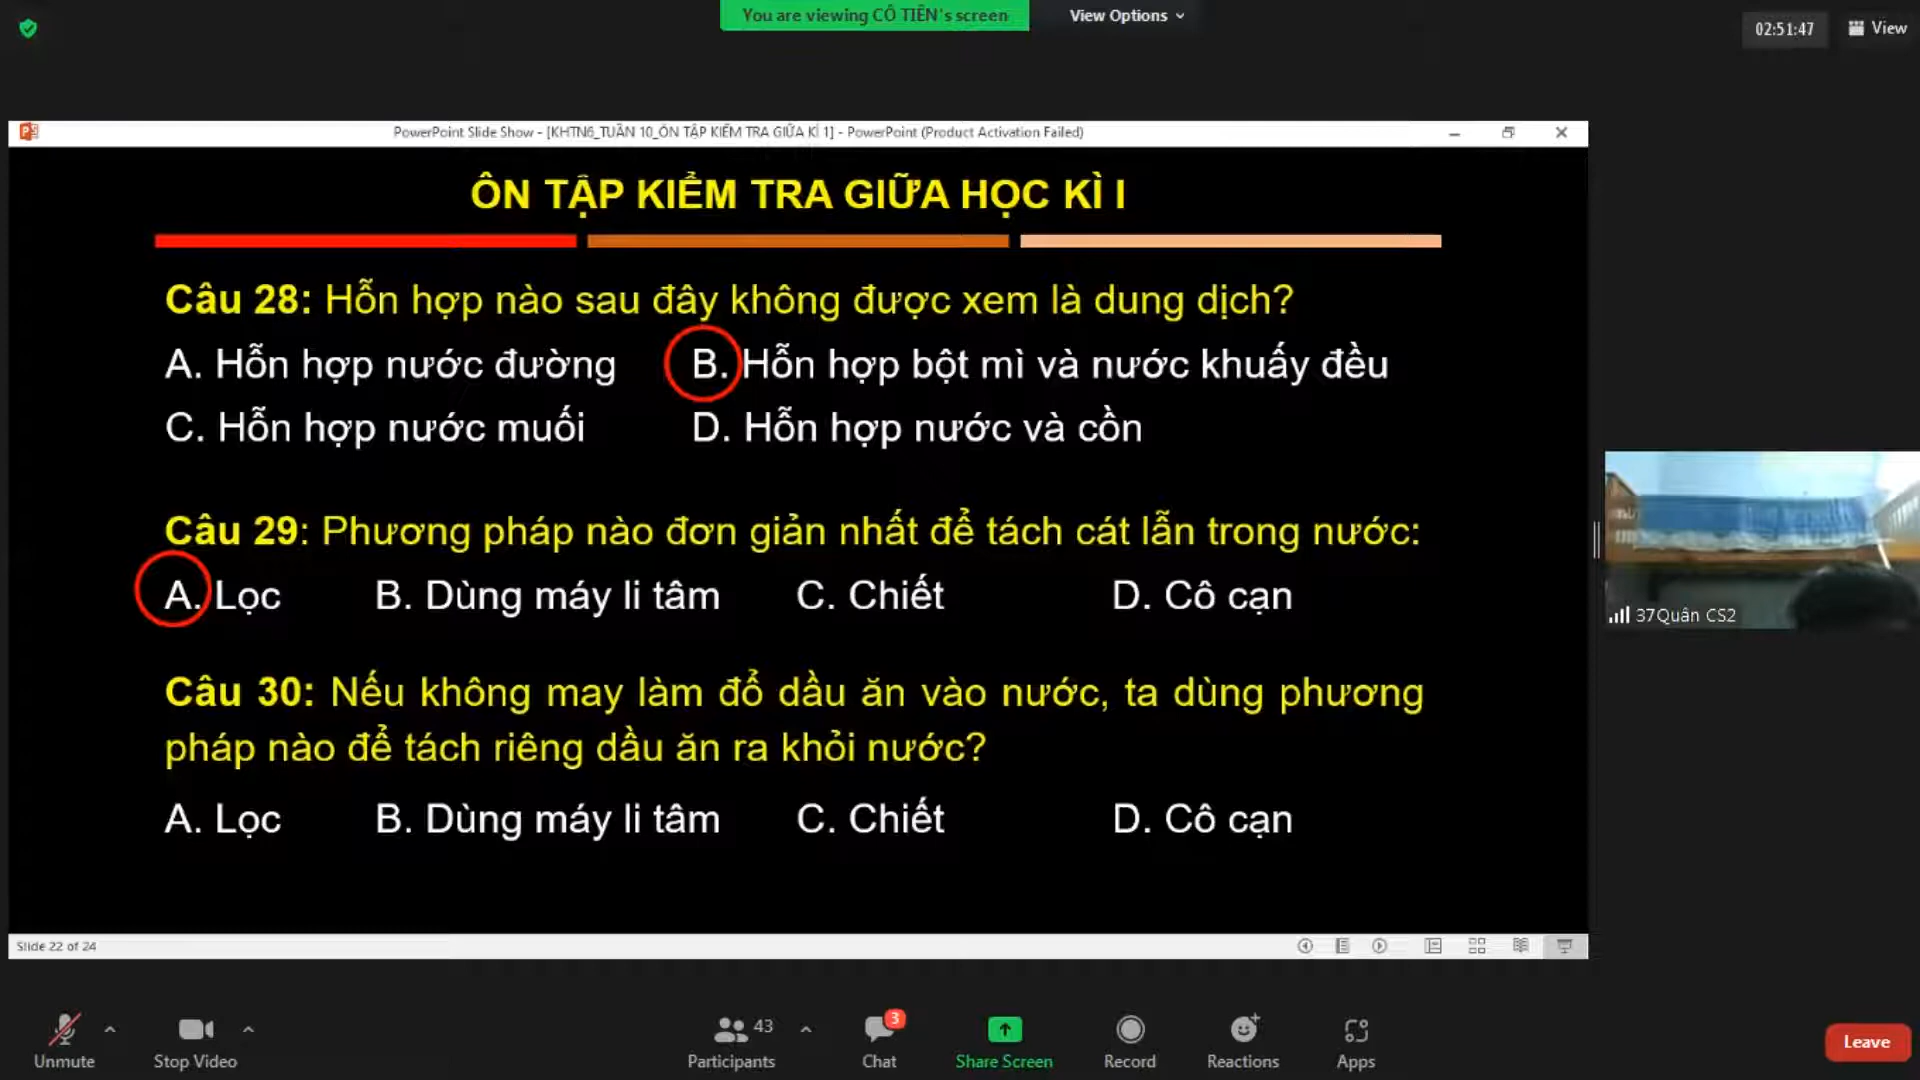 You are viewing CÔ TIÊN's screen
View Options
02:51:47
View
PowerPoint Slide Show - [KHTN6_TUẦN 10_ÔN TẬP KIỂM TRA GIỮA KÌ 1] - PowerPoint (Product Activation Failed)
ÔN TẬP KIỂM TRA GIỮA HỌC KÌ I
Câu 28: Hỗn hợp nào sau đây không được xem là dung dịch?
A. Hỗn hợp nước đường B. Hỗn hợp bột mì và nước khuấy đều
C. Hỗn hợp nước muối D. Hỗn hợp nước và cồn
Câu 29: Phương pháp nào đơn giản nhất để tách cát lẫn trong nước:
A. Lọc B. Dùng máy li tâm C. Chiết D. Cô cạn
37Quân CS2
Câu 30: Nếu không may làm đổ dầu ăn vào nước, ta dùng phương
pháp nào để tách riêng dầu ăn ra khỏi nước?
A. Lọc B. Dùng máy li tâm C. Chiết D. Cô cạn
Slide 22 of 24
43
3
Unmute
Stop Video
Participants
Chat
Share Screen
Record
Reactions
Apps
Leave